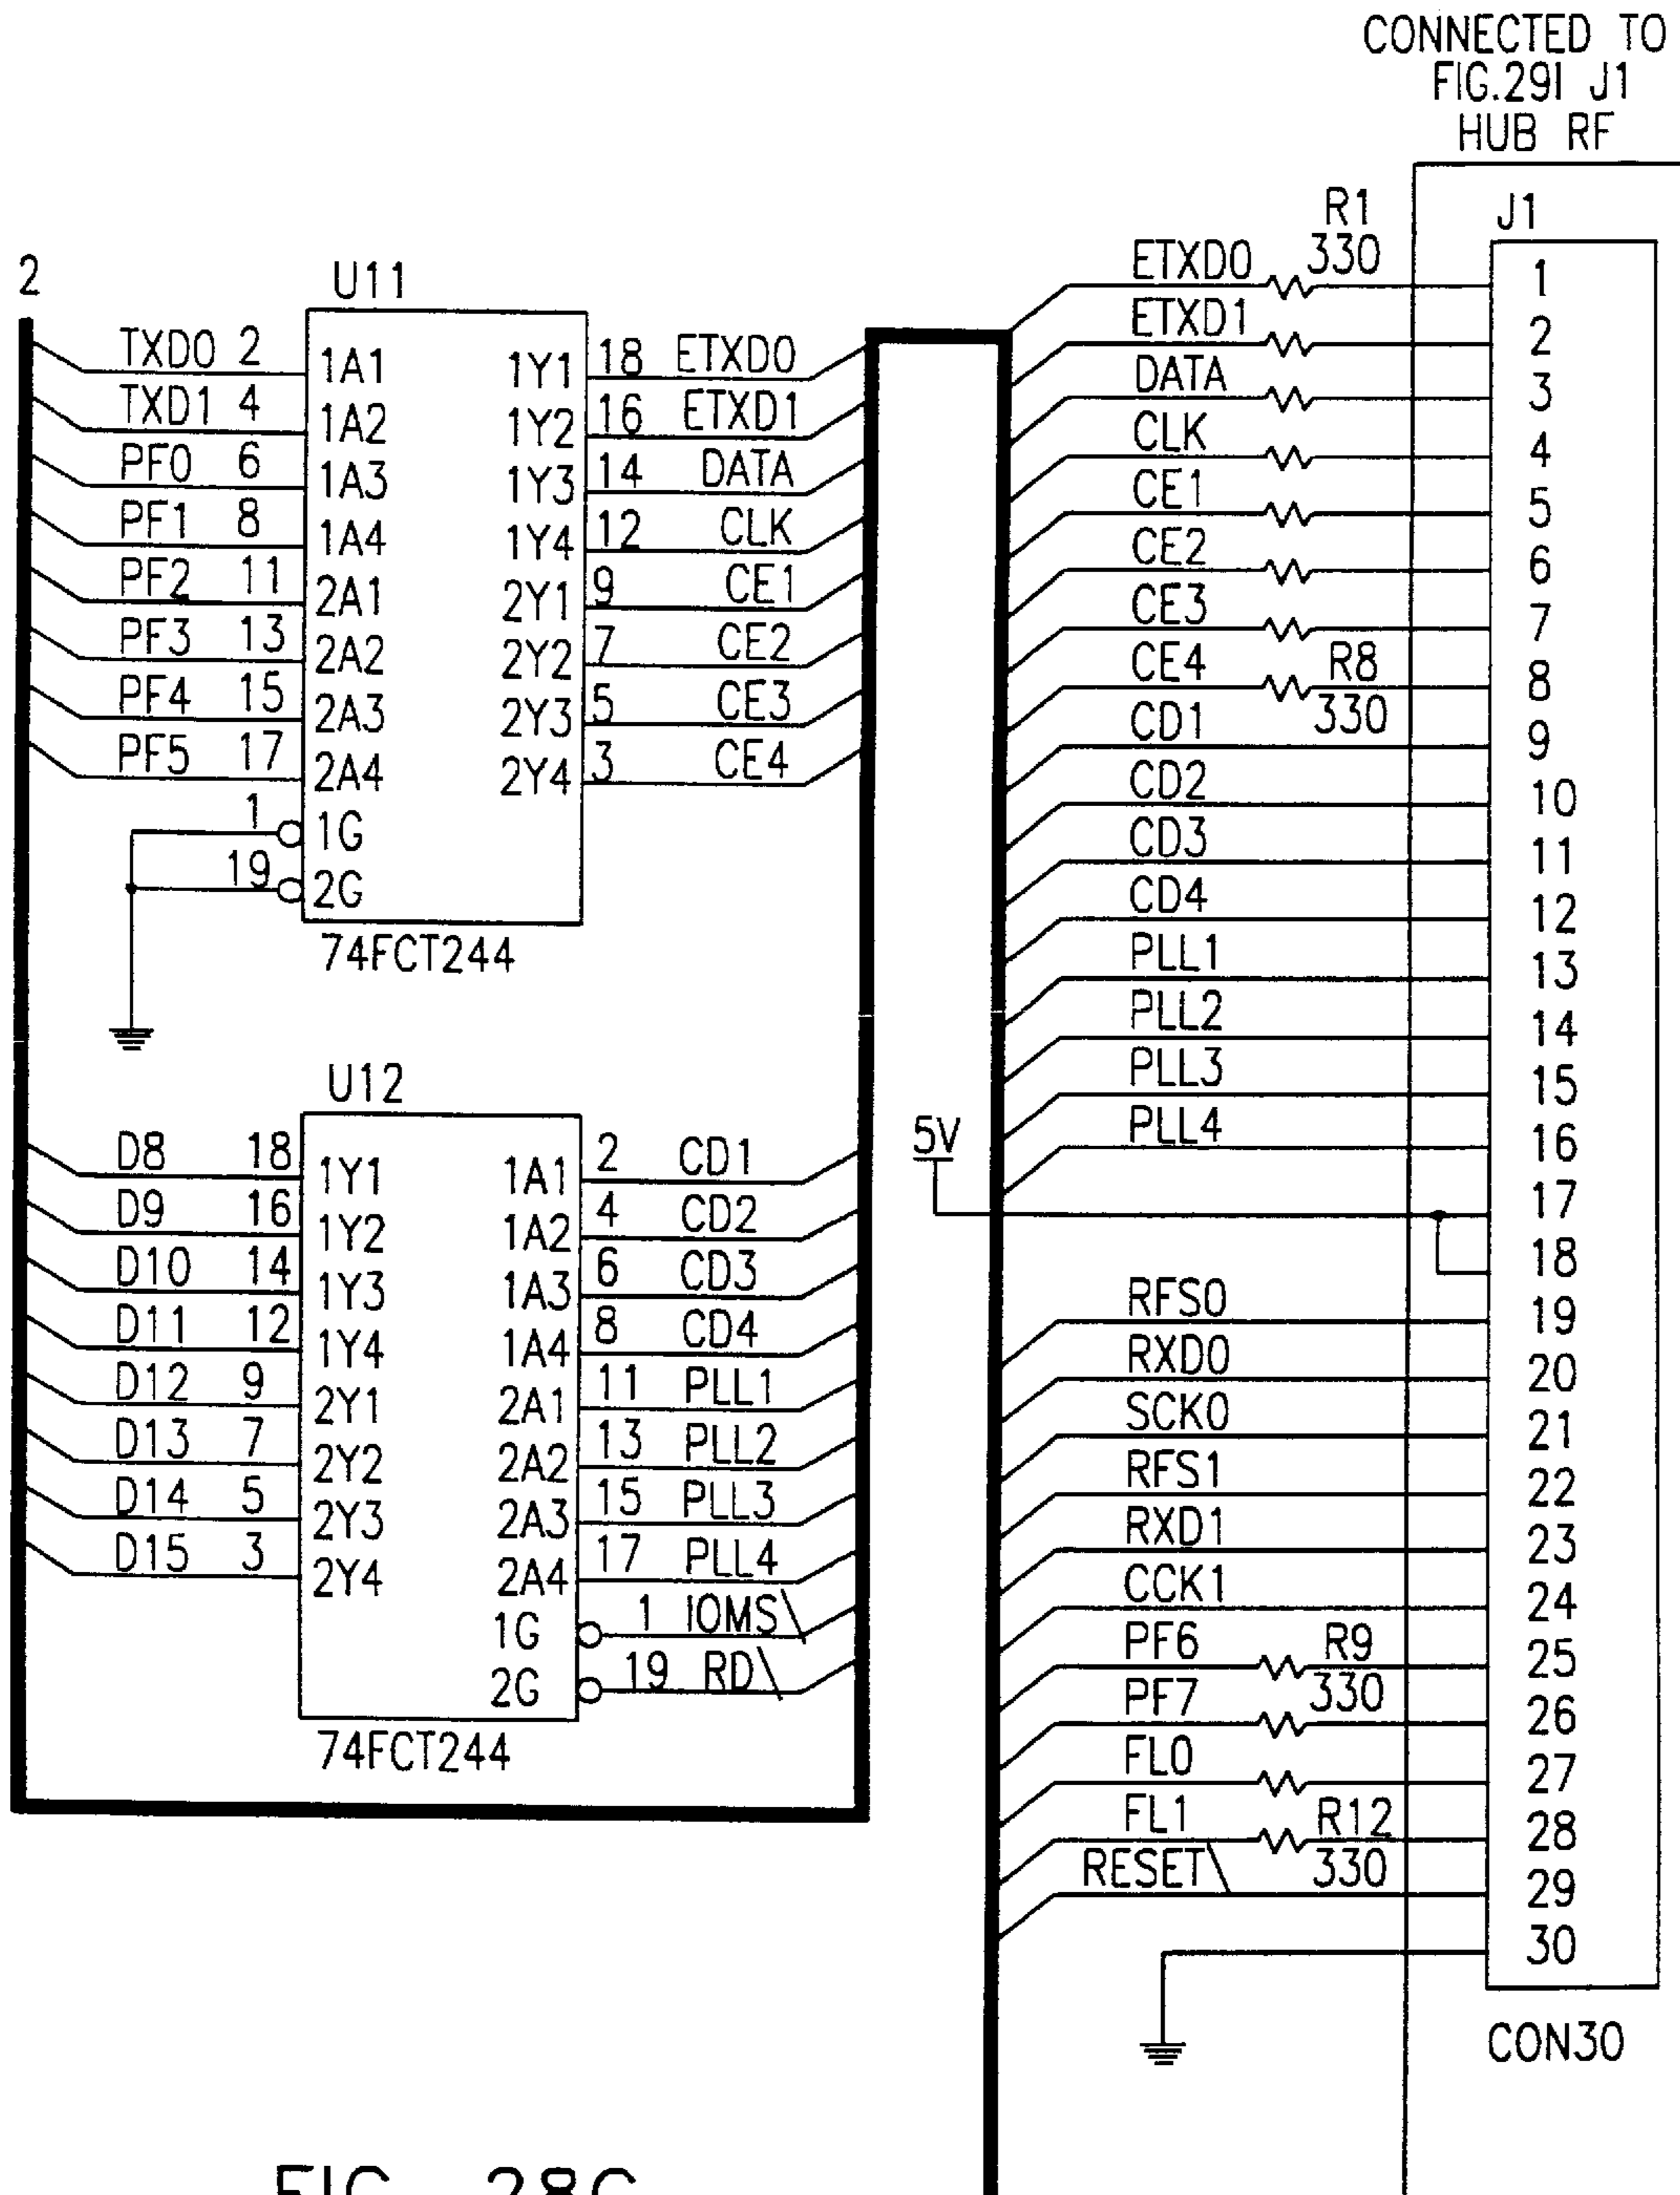 CONNECTED TO
FIG.29I J1
HUB RF
2
U11
TXD0 2 1A1 1Y1 18 ETXD0
TXD1 4 1A2 1Y2 16 ETXD1
PF0 6 1A3 1Y3 14 DATA
PF1 8 1A4 1Y4 12 CLK
PF2 11 2A1 2Y1 9 CE1
PF3 13 2A2 2Y2 7 CE2
PF4 15 2A3 2Y3 5 CE3
PF5 17 2A4 2Y4 3 CE4
1 1G
19 2G
74FCT244
U12
D8 18 1Y1 1A1 2 CD1
D9 16 1Y2 1A2 4 CD2
D10 14 1Y3 1A3 6 CD3
D11 12 1Y4 1A4 8 CD4
D12 9 2Y1 2A1 11 PLL1
D13 7 2Y2 2A2 13 PLL2
D14 5 2Y3 2A3 15 PLL3
D15 3 2Y4 2A4 17 PLL4
1G 1 IOMS\
2G 19 RD\
74FCT244
5V
R1
330
J1
ETXD0 1
ETXD1 2
DATA 3
CLK 4
CE1 5
CE2 6
CE3 7
CE4 R8 8
330
CD1 9
CD2 10
CD3 11
CD4 12
PLL1 13
PLL2 14
PLL3 15
PLL4 16
17
18
RFS0 19
RXD0 20
SCK0 21
RFS1 22
RXD1 23
CCK1 24
PF6 R9 25
330
PF7 26
FL0 27
FL1 R12 28
330
RESET\ 29
30
CON30
FIG. 28G